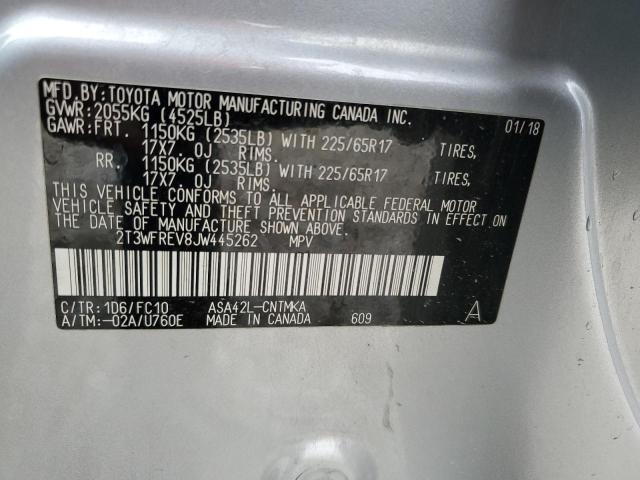 MFD.BY:TOYOTA MOTOR MANUFACTURING CANADA INC.
GVWR:2055KG (4525LB) 01/18
GAWR:FRT. 1150KG (2535LB) WITH 225/65R17 TIRES,
17X7.0J RIMS.
RR. 1150KG (2535LB) WITH 225/65R17 TIRES,
17X7.0J RIMS.
THIS VEHICLE CONFORMS TO ALL APPLICABLE FEDERAL MOTOR
VEHICLE SAFETY AND THEFT PREVENTION STANDARDS IN EFFECT ON
THE DATE OF MANUFACTURE SHOWN ABOVE.
2T3WFREV8JW445262 MPV
C/TR:1D6/FC10 ASA42L-CNTMKA
A/TM:-02A/U760E MADE IN CANADA 609 A